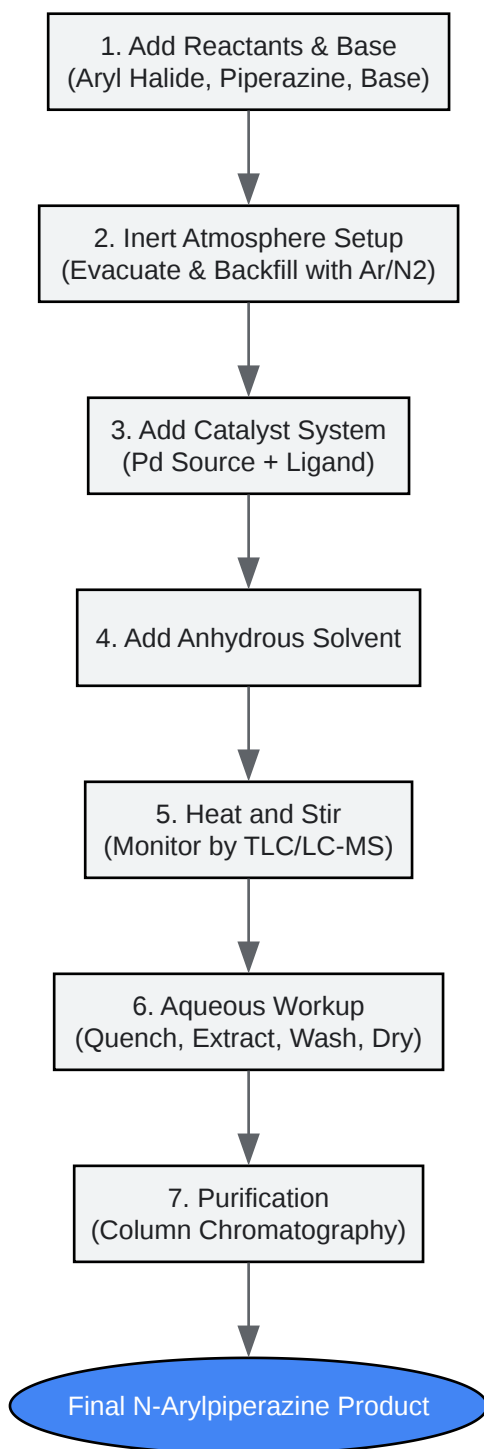 1. Add Reactants & Base
(Aryl Halide, Piperazine, Base)
2. Inert Atmosphere Setup
(Evacuate & Backfill with Ar/N2)
3. Add Catalyst System
(Pd Source + Ligand)
4. Add Anhydrous Solvent
5. Heat and Stir
(Monitor by TLC/LC-MS)
6. Aqueous Workup
(Quench, Extract, Wash, Dry)
7. Purification
(Column Chromatography)
Final N-Arylpiperazine Product